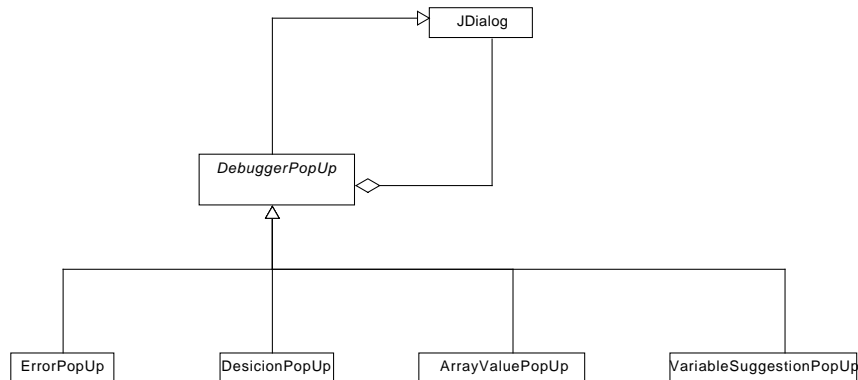 JDialog
DebuggerPopUp
ErrorPopUp
DesicionPopUp
ArrayValuePopUp
VariableSuggestionPopUp